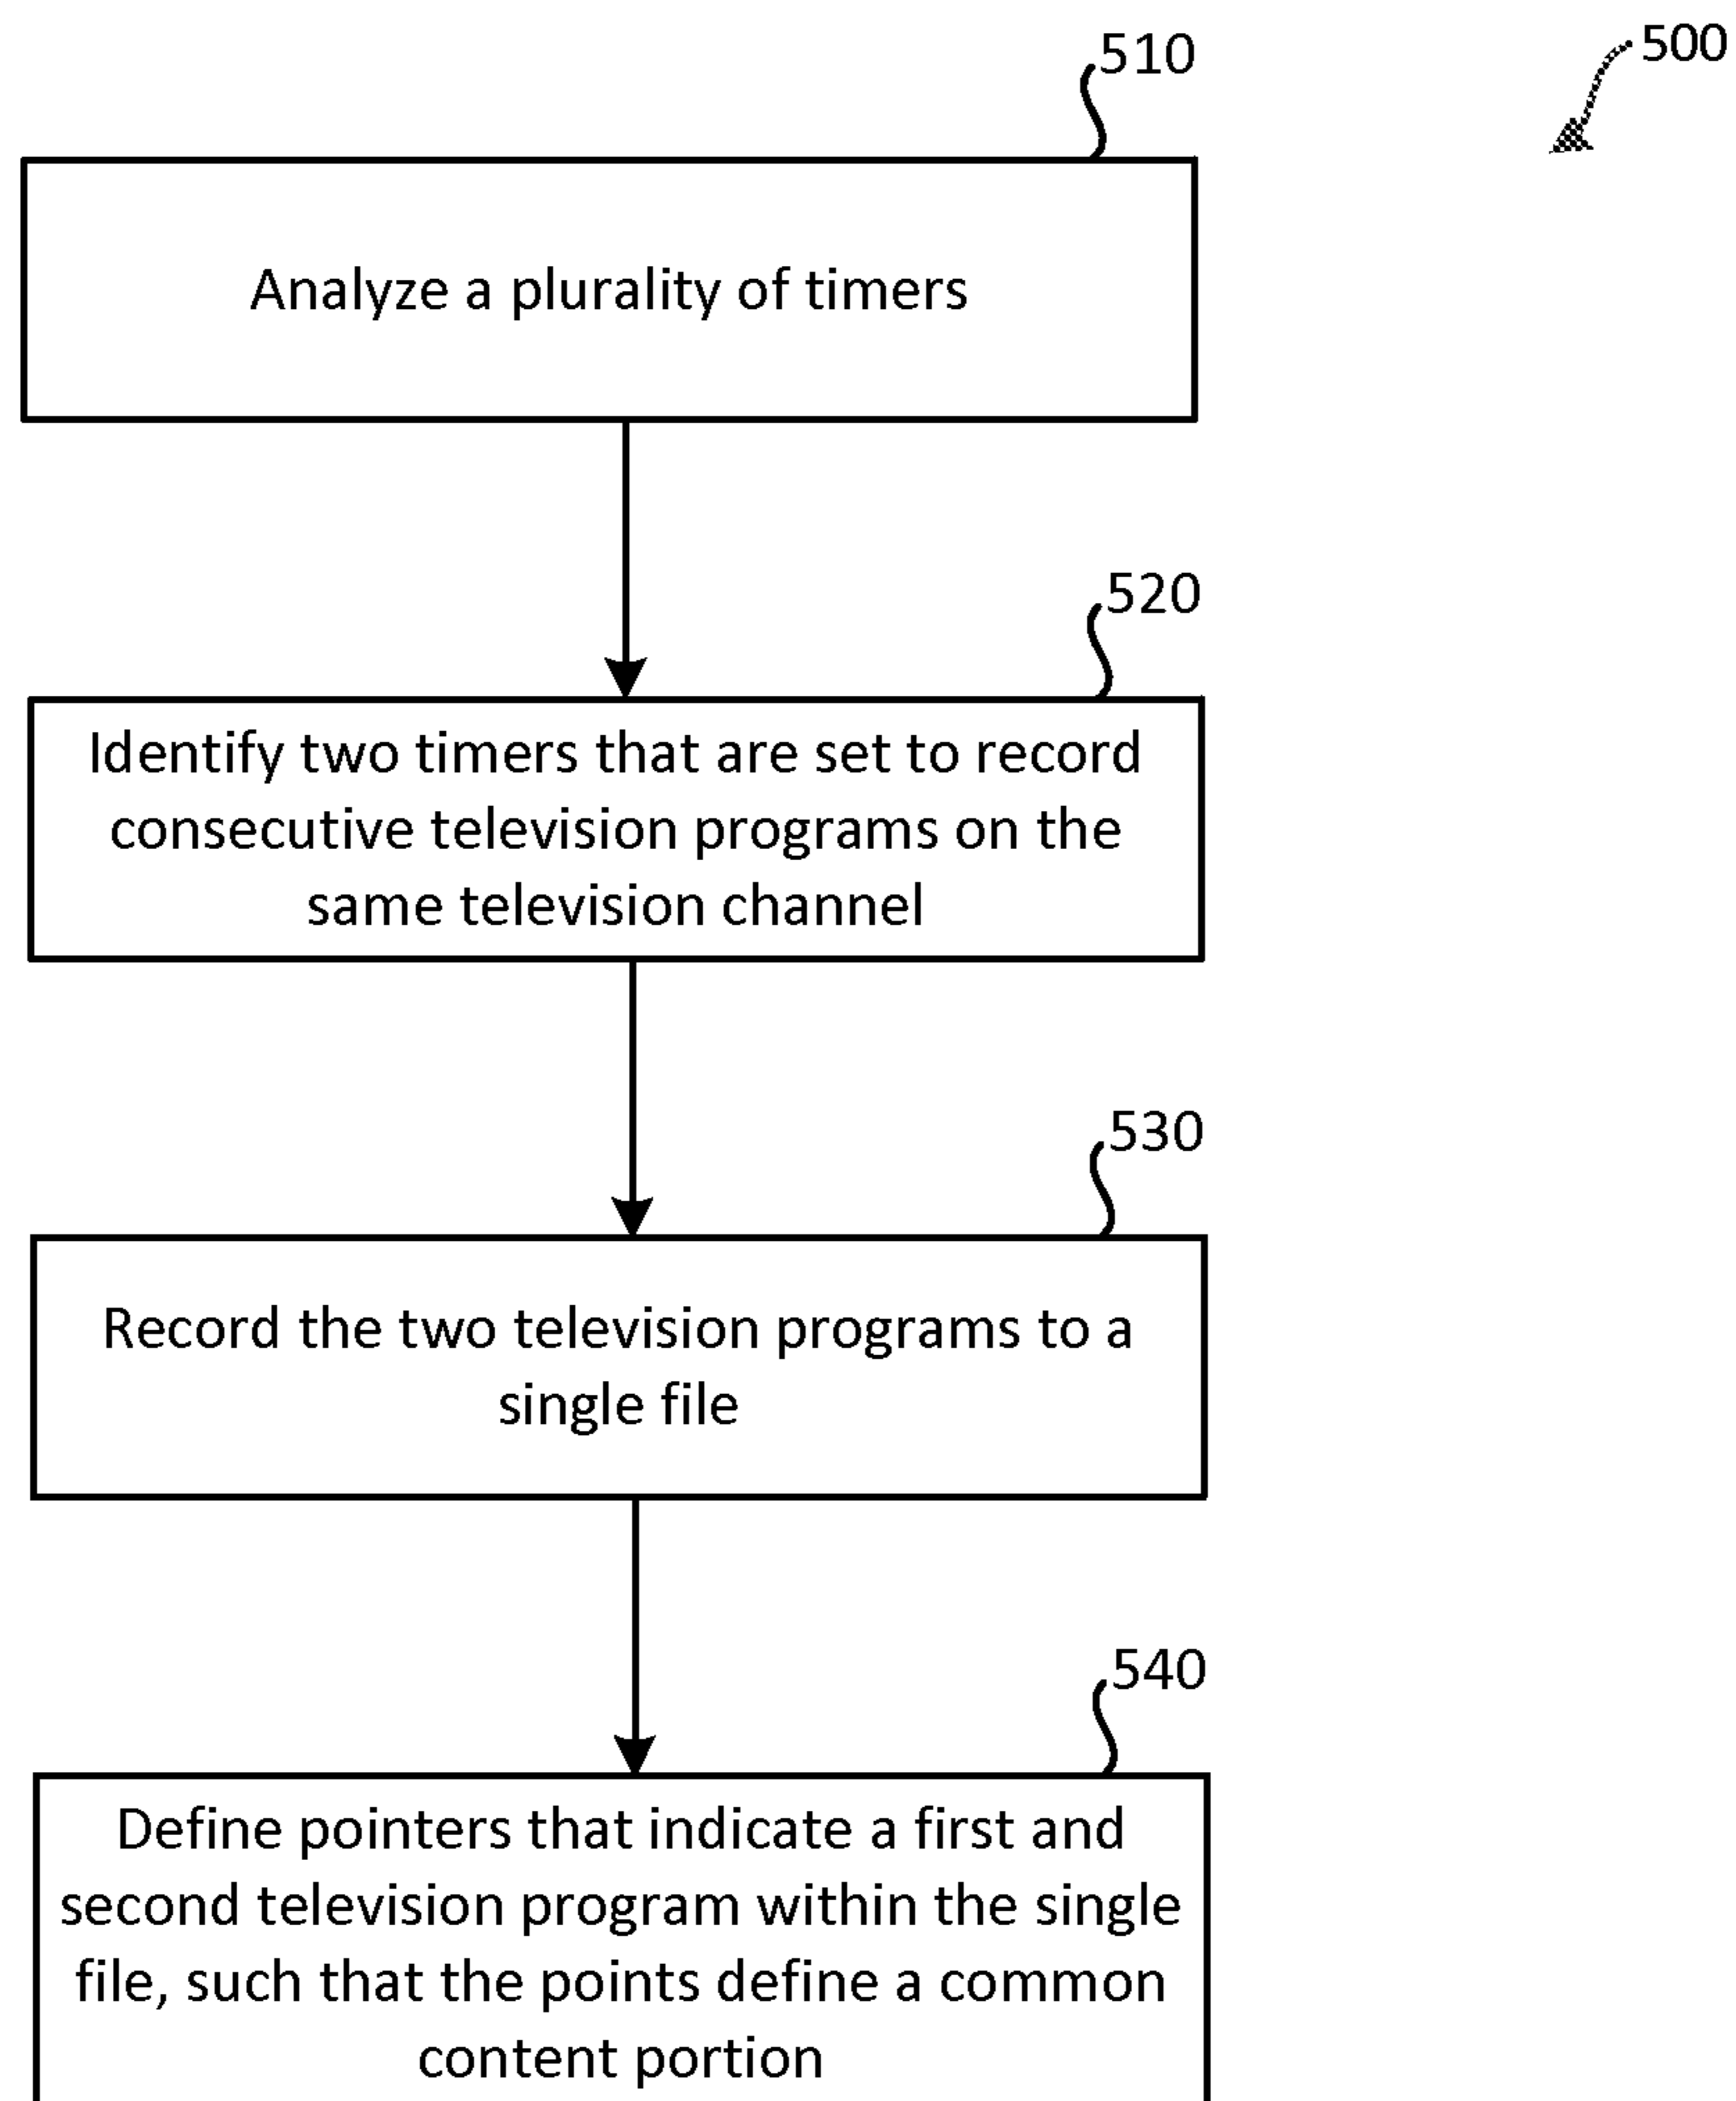 510
500
Analyze a plurality of timers
520
Identify two timers that are set to record
consecutive television programs on the
same television channel
530
Record the two television programs to a
single file
540
Define pointers that indicate a first and
second television program within the single
file, such that the points define a common
content portion